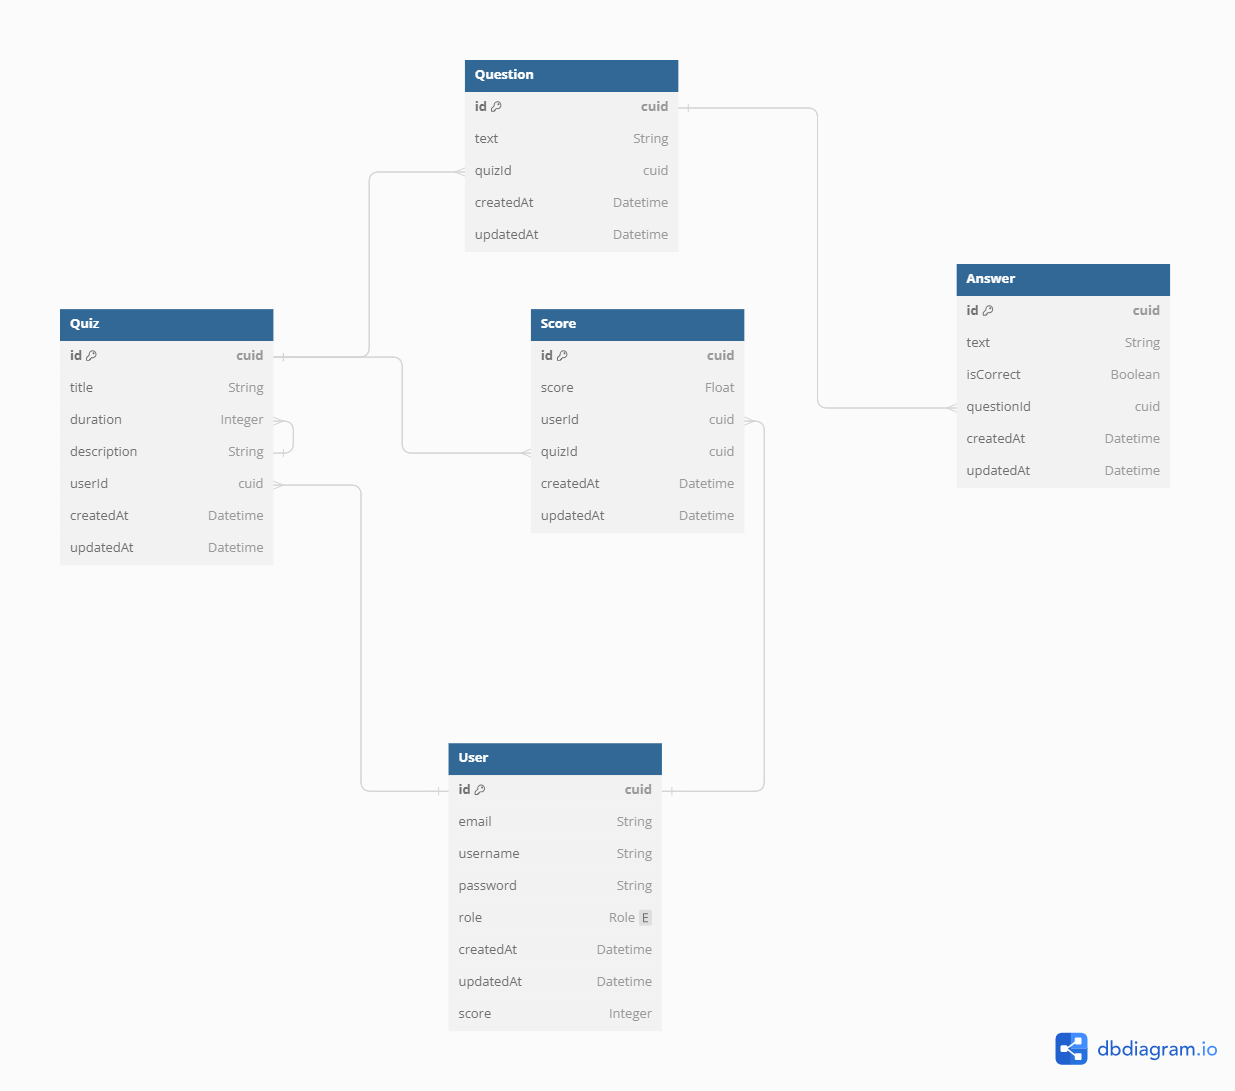 Question
id cuid
text String
quizId cuid
createdAt Datetime
updatedAt Datetime
Answer
id cuid
text String
isCorrect Boolean
questionId cuid
createdAt Datetime
updatedAt Datetime
Quiz
id cuid
title String
duration Integer
description String
userId cuid
createdAt Datetime
updatedAt Datetime
Score
id cuid
score Float
userId cuid
quizId cuid
createdAt Datetime
updatedAt Datetime
User
id cuid
email String
username String
password String
role Role E
createdAt Datetime
updatedAt Datetime
score Integer
dbdiagram.io